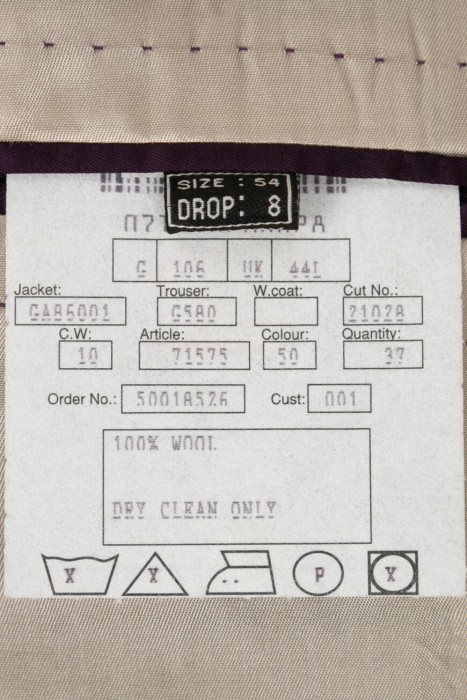 SIZE : 54
DROP: 8
G 106 UK 44L
Jacket: Trouser: W.coat: Cut No.:
GAB6001 G580 21028
C.W: Article: Colour: Quantity:
10 71575 50 37
Order No.: 50018526 Cust: 001
100% WOOL
DRY CLEAN ONLY
X X P X